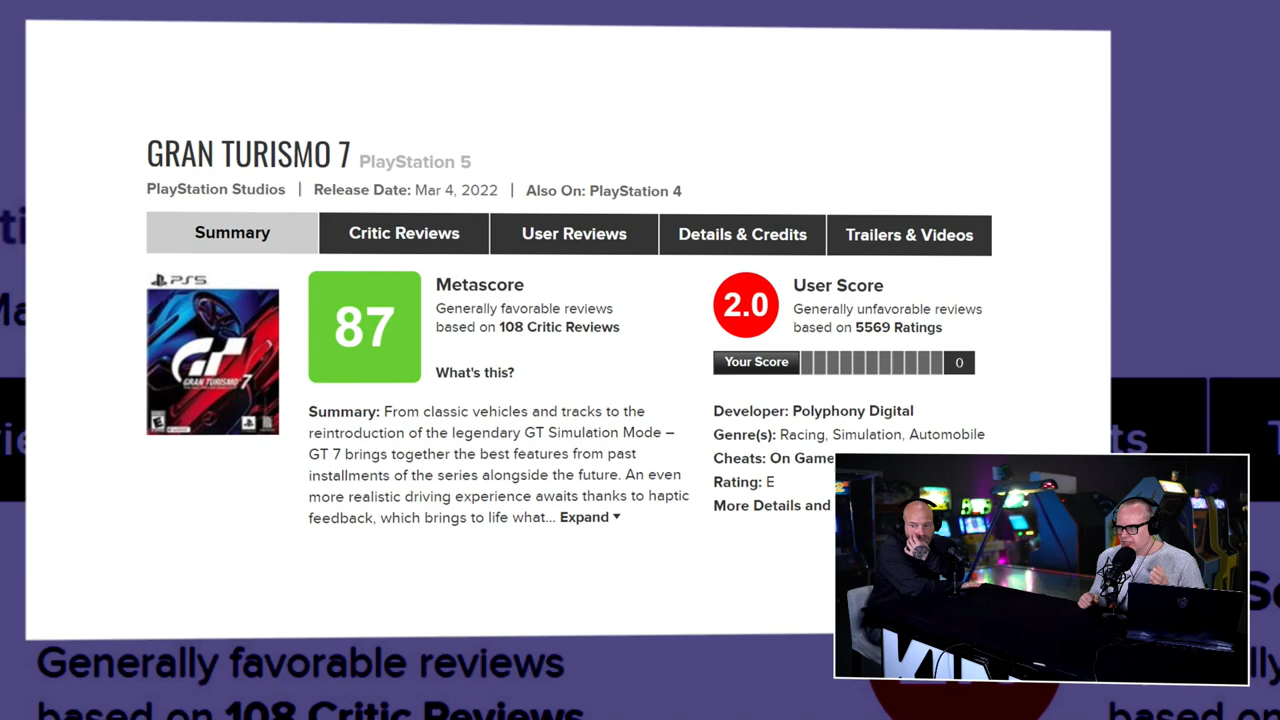 GRAN TURISMO 7 PlayStation 5
PlayStation Studios | Release Date: Mar 4, 2022 | Also On: PlayStation 4
Summary
Critic Reviews
User Reviews
Details & Credits
Trailers & Videos
PS5
GRAN TURISMO 7
87
Metascore
Generally favorable reviews
based on 108 Critic Reviews
What's this?
2.0
User Score
Generally unfavorable reviews
based on 5569 Ratings
Your Score 0
Summary: From classic vehicles and tracks to the
reintroduction of the legendary GT Simulation Mode –
GT 7 brings together the best features from past
installments of the series alongside the future. An even
more realistic driving experience awaits thanks to haptic
feedback, which brings to life what... Expand
Developer: Polyphony Digital
Genre(s): Racing, Simulation, Automobile
Cheats: On Game
Rating: E
More Details and
Generally favorable reviews
based on 108 Critic Reviews